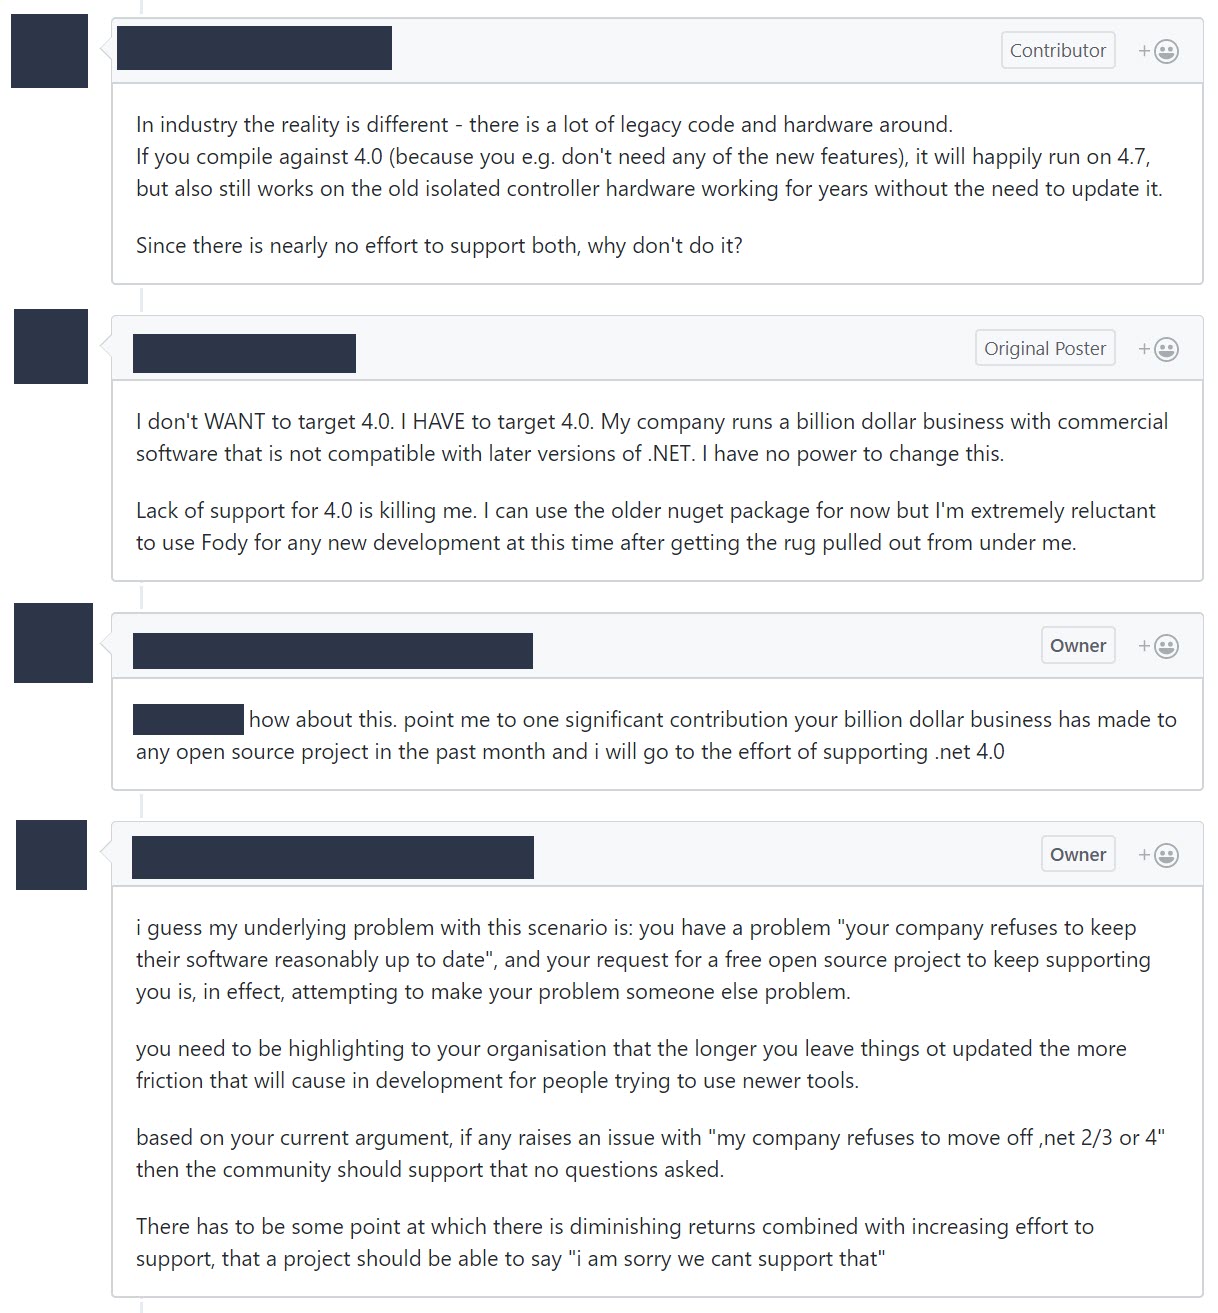 Contributor
In industry the reality is different - there is a lot of legacy code and hardware around.
If you compile against 4.0 (because you e.g. don't need any of the new features), it will happily run on 4.7,
but also still works on the old isolated controller hardware working for years without the need to update it.
Since there is nearly no effort to support both, why don't do it?
Original Poster
I don't WANT to target 4.0. I HAVE to target 4.0. My company runs a billion dollar business with commercial
software that is not compatible with later versions of .NET. I have no power to change this.
Lack of support for 4.0 is killing me. I can use the older nuget package for now but I'm extremely reluctant
to use Fody for any new development at this time after getting the rug pulled out from under me.
Owner
how about this. point me to one significant contribution your billion dollar business has made to
any open source project in the past month and i will go to the effort of supporting .net 4.0
Owner
i guess my underlying problem with this scenario is: you have a problem "your company refuses to keep
their software reasonably up to date", and your request for a free open source project to keep supporting
you is, in effect, attempting to make your problem someone else problem.
you need to be highlighting to your organisation that the longer you leave things ot updated the more
friction that will cause in development for people trying to use newer tools.
based on your current argument, if any raises an issue with "my company refuses to move off ,net 2/3 or 4"
then the community should support that no questions asked.
There has to be some point at which there is diminishing returns combined with increasing effort to
support, that a project should be able to say "i am sorry we cant support that"